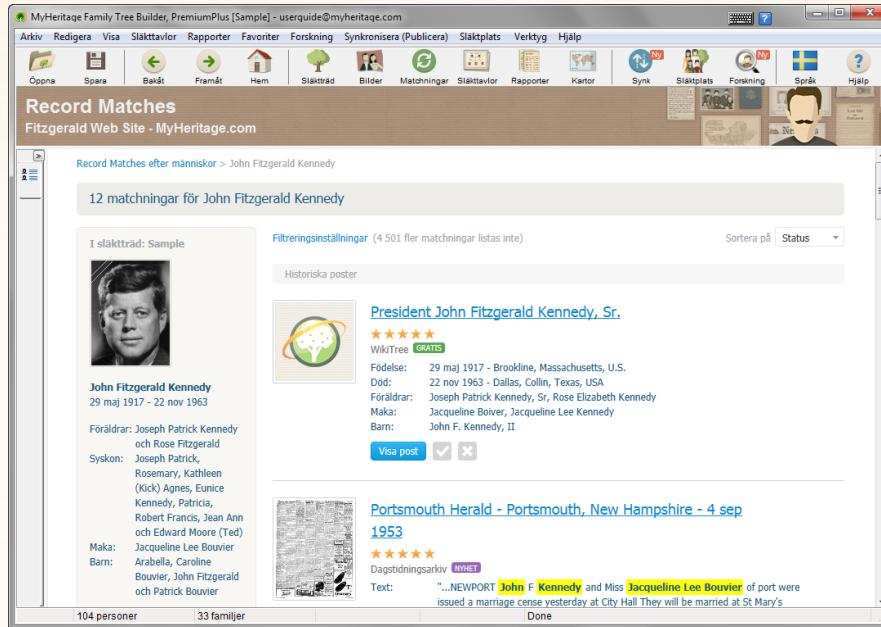 MyHeritage Family Tree Builder, PremiumPlus [Sample] - userquide@myheritage.com
Arkiv Redigera Visa Släkttavlor Rapporter Favoriter Forskning Synkronisera (Publicera) Släktplats Verktyg Hjälp
Ny Ny
Öppna Spara Bakåt Framåt Hem Släktträd Bilder Matchningar Släkttavlor Rapporter Kartor Synk Släktplats Forskning Språk Hjälp
Record Matches
Fitzgerald Web Site - MyHeritage.com
Record Matches efter människor > John Fitzgerald Kennedy
12 matchningar för John Fitzgerald Kennedy
I släktträd: Sample
John Fitzgerald Kennedy
29 maj 1917 - 22 nov 1963
Föräldrar: Joseph Patrick Kennedy
och Rose Fitzgerald
Syskon: Joseph Patrick,
Rosemary, Kathleen
(Kick) Agnes, Eunice
Kennedy, Patricia,
Robert Francis, Jean Ann
och Edward Moore (Ted)
Maka: Jacqueline Lee Bouvier
Barn: Arabella, Caroline
Bouvier, John Fitzgerald
och Patrick Bouvier
Filtreringsinställningar (4 501 fler matchningar listas inte)
Sortera på Status
Historiska poster
President John Fitzgerald Kennedy, Sr.
WikiTree GRATIS
Födelse: 29 maj 1917 - Brookline, Massachusetts, U.S.
Död: 22 nov 1963 - Dallas, Collin, Texas, USA
Föräldrar: Joseph Patrick Kennedy, Sr, Rose Elizabeth Kennedy
Maka: Jacqueline Boiver, Jacqueline Lee Kennedy
Barn: John F. Kennedy, II
Visa post
Portsmouth Herald - Portsmouth, New Hampshire - 4 sep
1953
Dagstidningsarkiv NYHET
Text: "...NEWPORT John F Kennedy and Miss Jacqueline Lee Bouvier of port were
issued a marriage cense yesterday at City Hall They will be married at St Mary's
104 personer 33 familjer Done